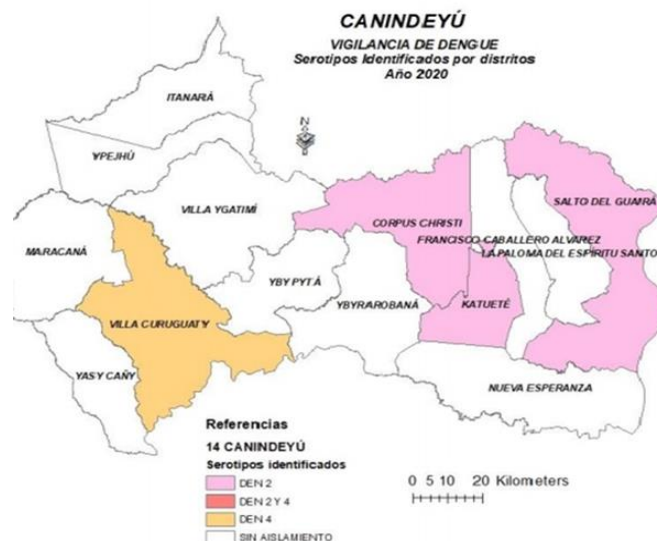 CANINDEYÚ
VIGILANCIA DE DENGUE
Serotipos Identificados por distritos
Año 2020
ITANARÁ
N
YPEJHÚ
VILLA YGATIMÍ
SALTO DEL GUAIRÁ
CORPUS CHRISTI
FRANCISCO CABALLERO ALVAREZ
MARACANÁ
LA PALOMA DEL ESPÍRITU SANTO
YBY PYTÁ
YBYRAROBANÁ
KATUETÉ
VILLA CURUGUATY
YASY CAÑY
NUEVA ESPERANZA
Referencias
14 CANINDEYÚ
Serotipos identificados
DEN 2
DEN 2 Y 4
DEN 4
SIN AISLAMIENTO
0 5 10 20 Kilometers